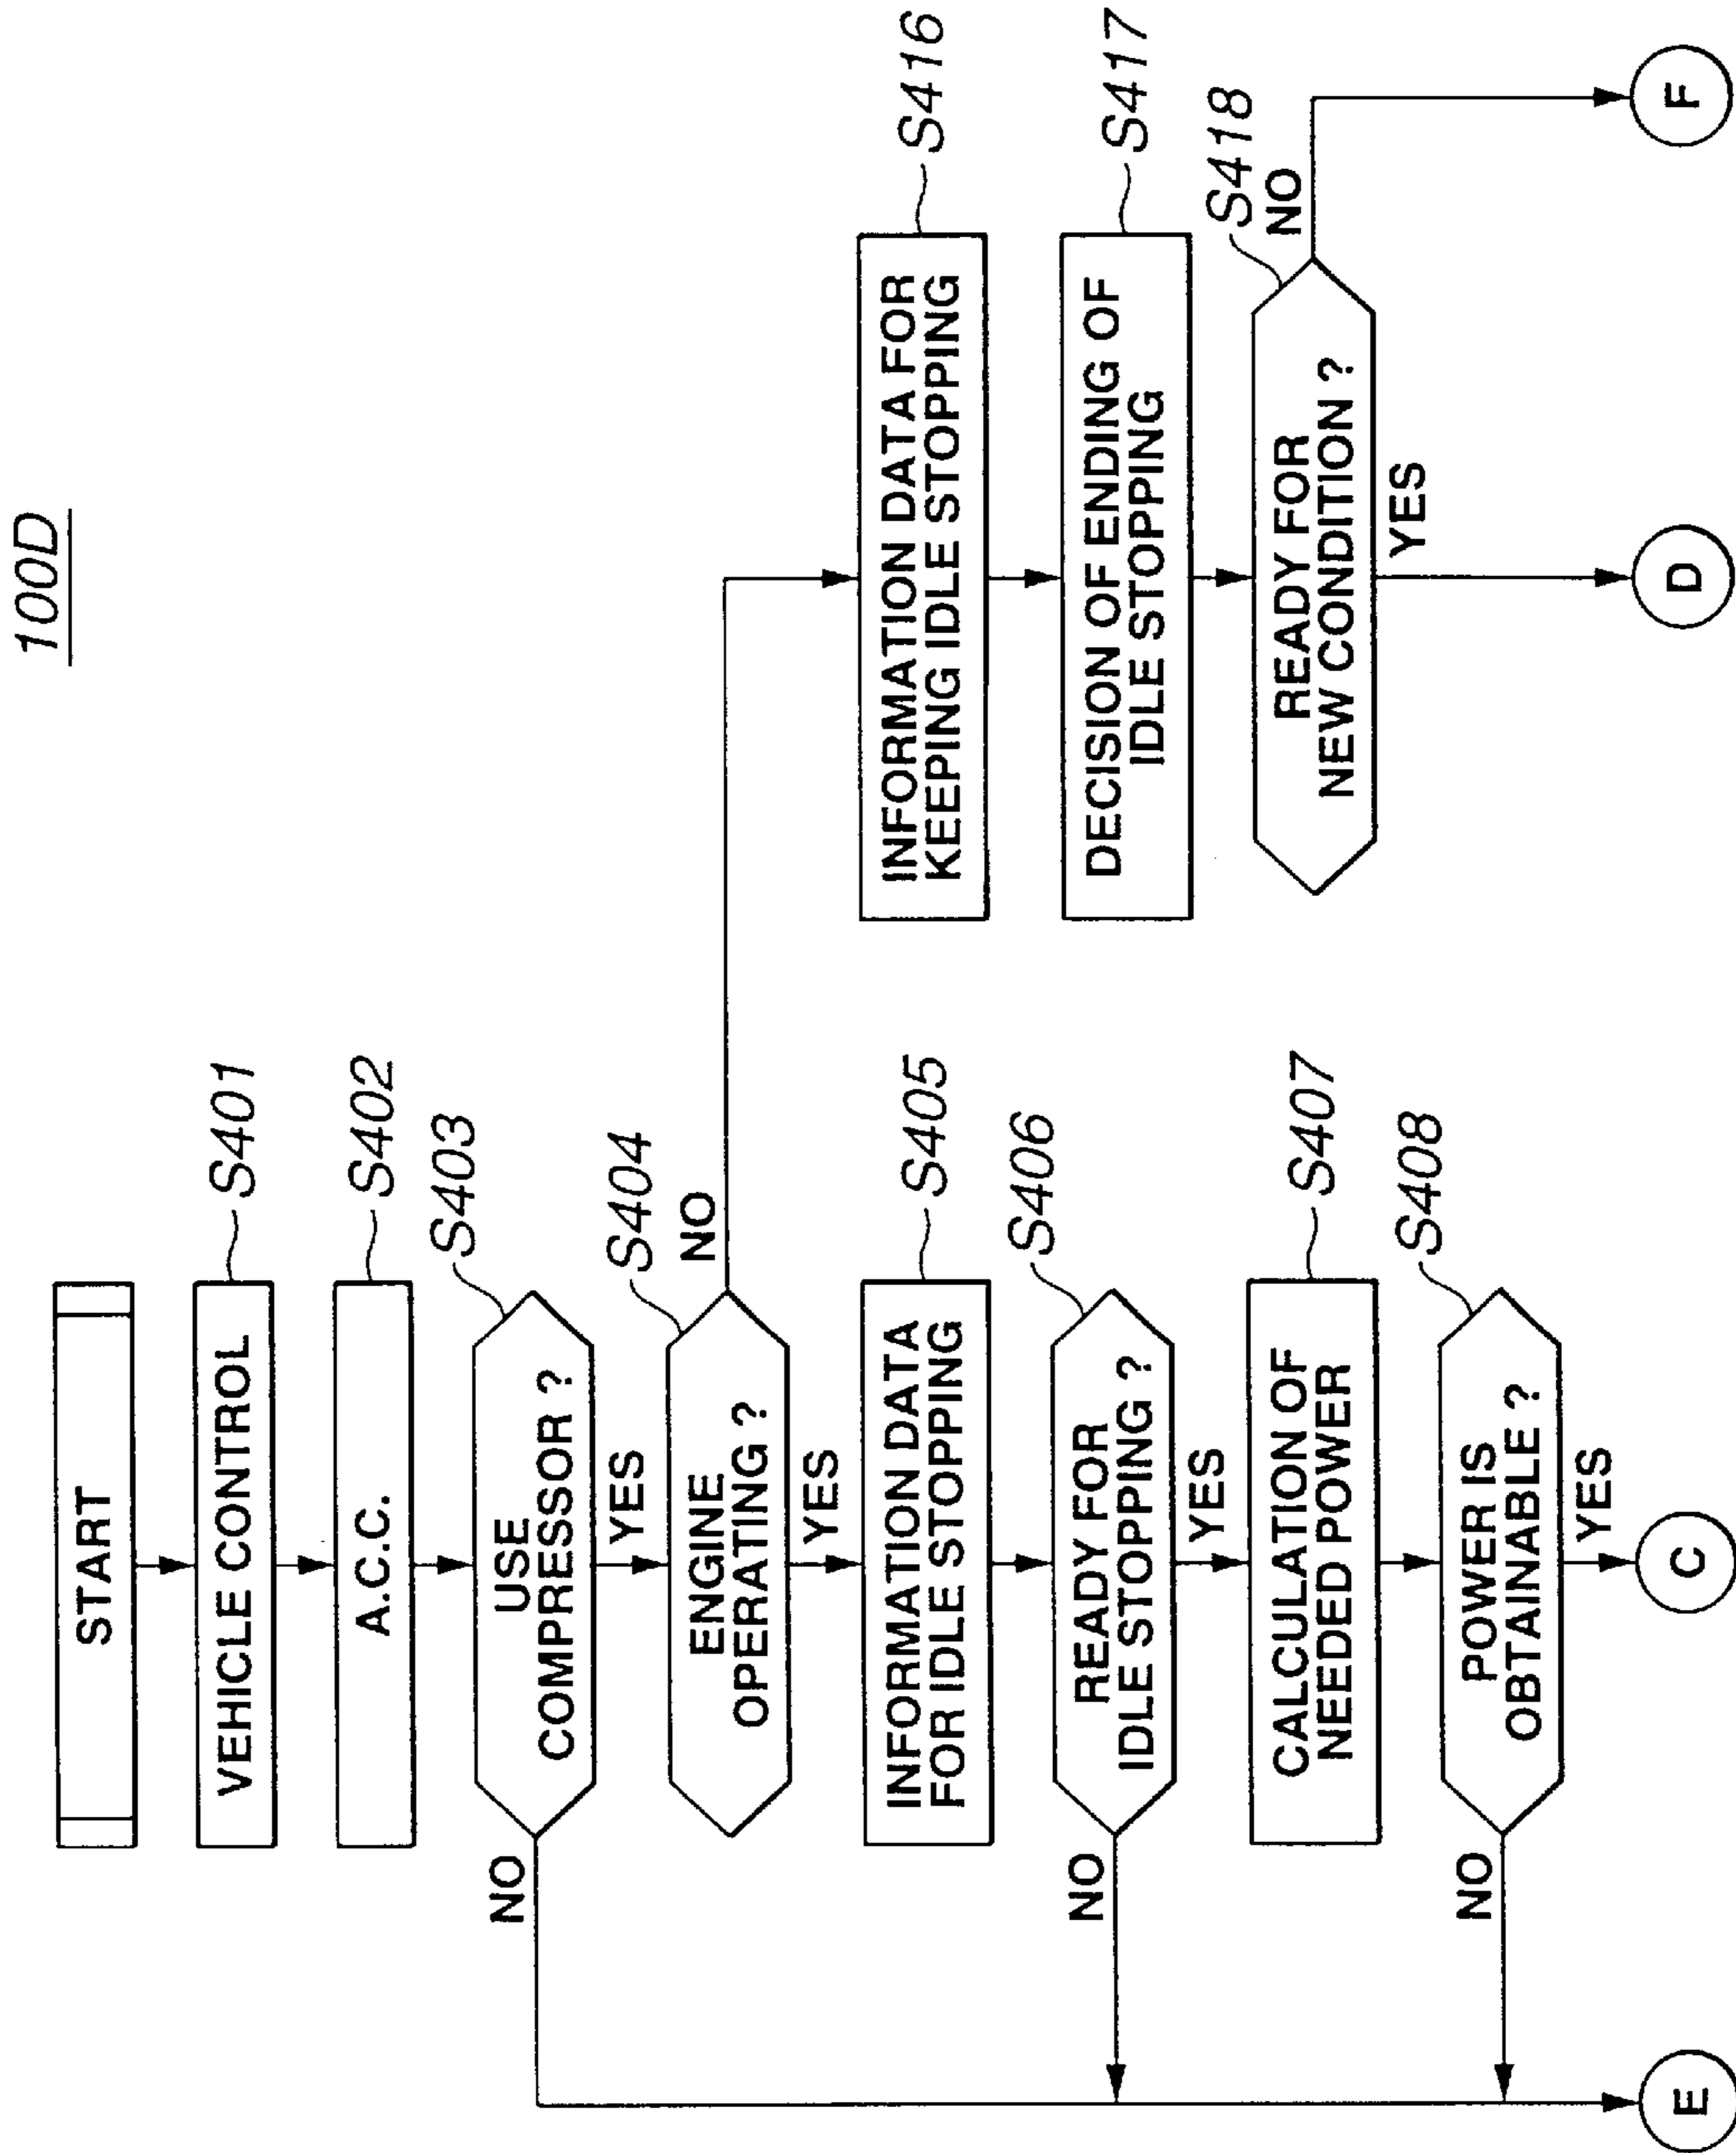 100D
START
VEHICLE CONTROL
S401
A.C.C.
S402
USE
COMPRESSOR ?
S403
NO
YES
ENGINE
OPERATING ?
S404
NO
YES
INFORMATION DATA
FOR IDLE STOPPING
S405
READY FOR
IDLE STOPPING ?
S406
NO
YES
CALCULATION OF
NEEDED POWER
S407
POWER IS
OBTAINABLE ?
S408
NO
YES
INFORMATION DATA FOR
KEEPING IDLE STOPPING
S416
DECISION OF ENDING OF
IDLE STOPPING
S417
READY FOR
NEW CONDITION ?
S418
NO
YES
E
C
D
F